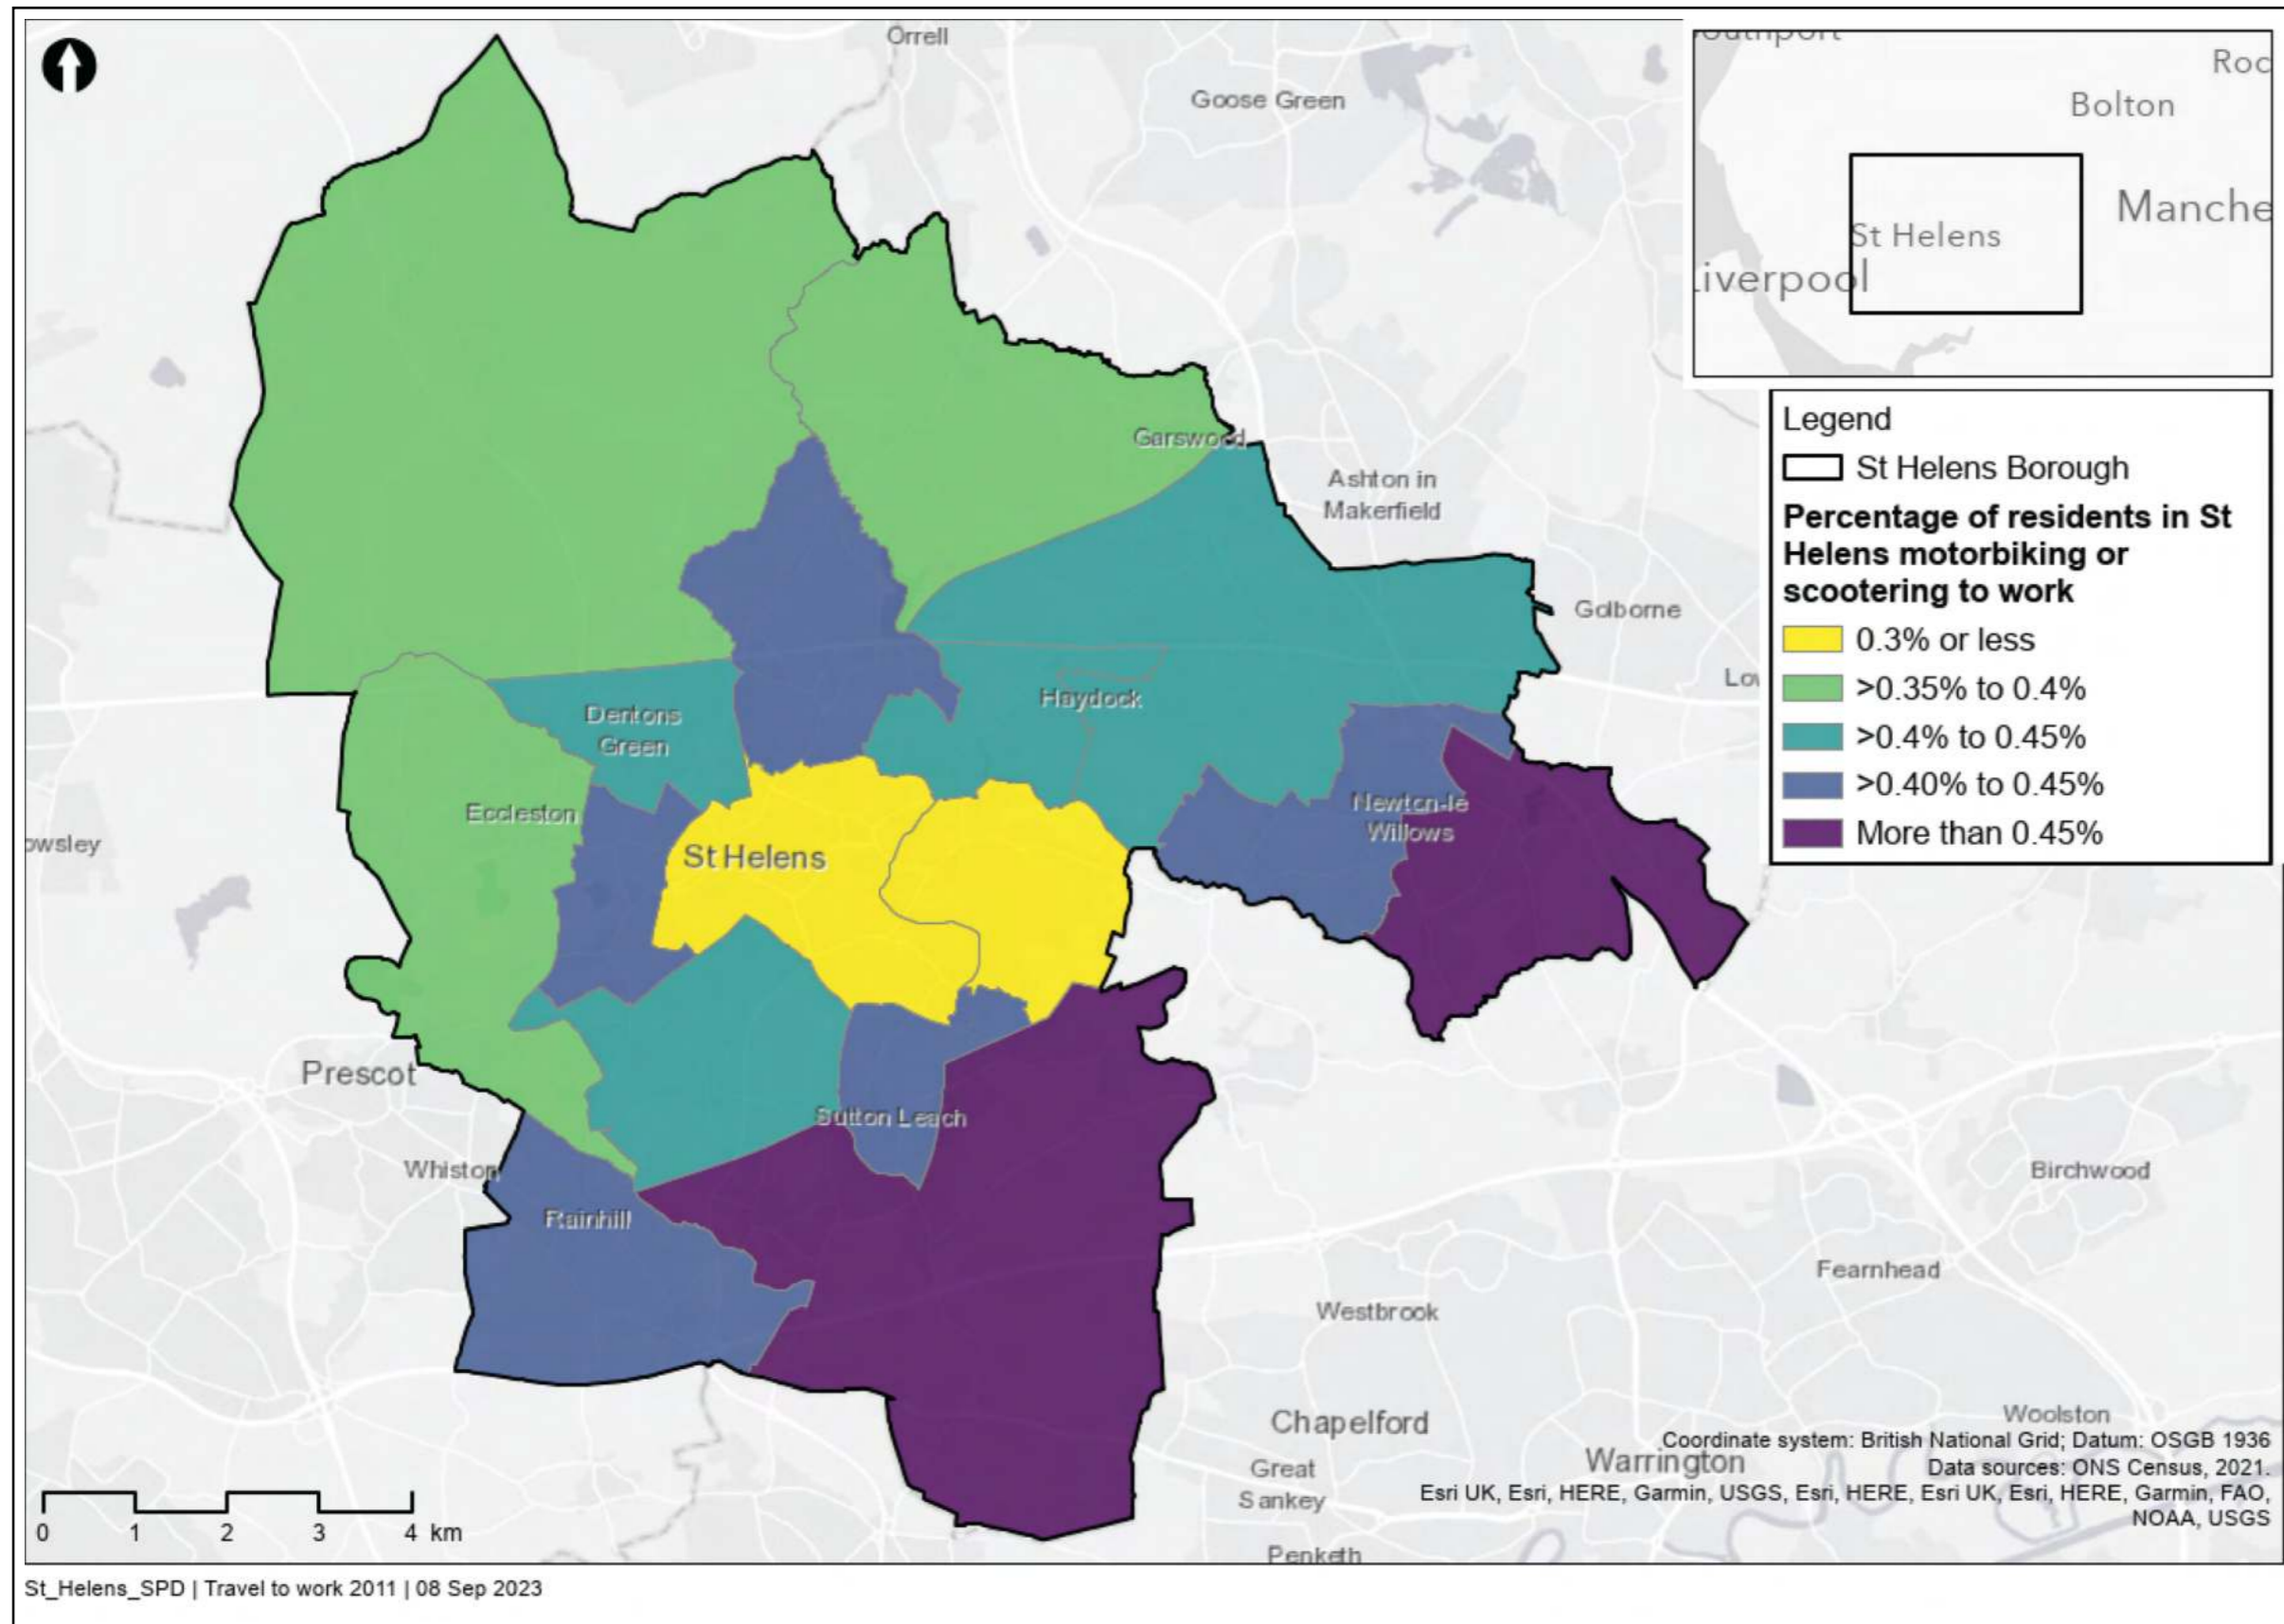 Orrell
Goose Green
Garswood
Ashton in
Makerfield
Golborne
Dentons
Green
Haydock
Eccleston
St Helens
Newton-le
Willows
owsley
Prescot
Sutton Leach
Whiston
Rainhill
Birchwood
Fearnhead
Westbrook
Chapelford
Great
Sankey
Penketh
Woolston
Warrington
Roc
Bolton
Manche
St Helens
iverpool
Legend
St Helens Borough
Percentage of residents in St
Helens motorbiking or
scootering to work
0.3% or less
>0.35% to 0.4%
>0.4% to 0.45%
>0.40% to 0.45%
More than 0.45%
Coordinate system: British National Grid; Datum: OSGB 1936
Data sources: ONS Census, 2021.
Esri UK, Esri, HERE, Garmin, USGS, Esri, HERE, Esri UK, Esri, HERE, Garmin, FAO,
NOAA, USGS
0 1 2 3 4 km
St_Helens_SPD | Travel to work 2011 | 08 Sep 2023